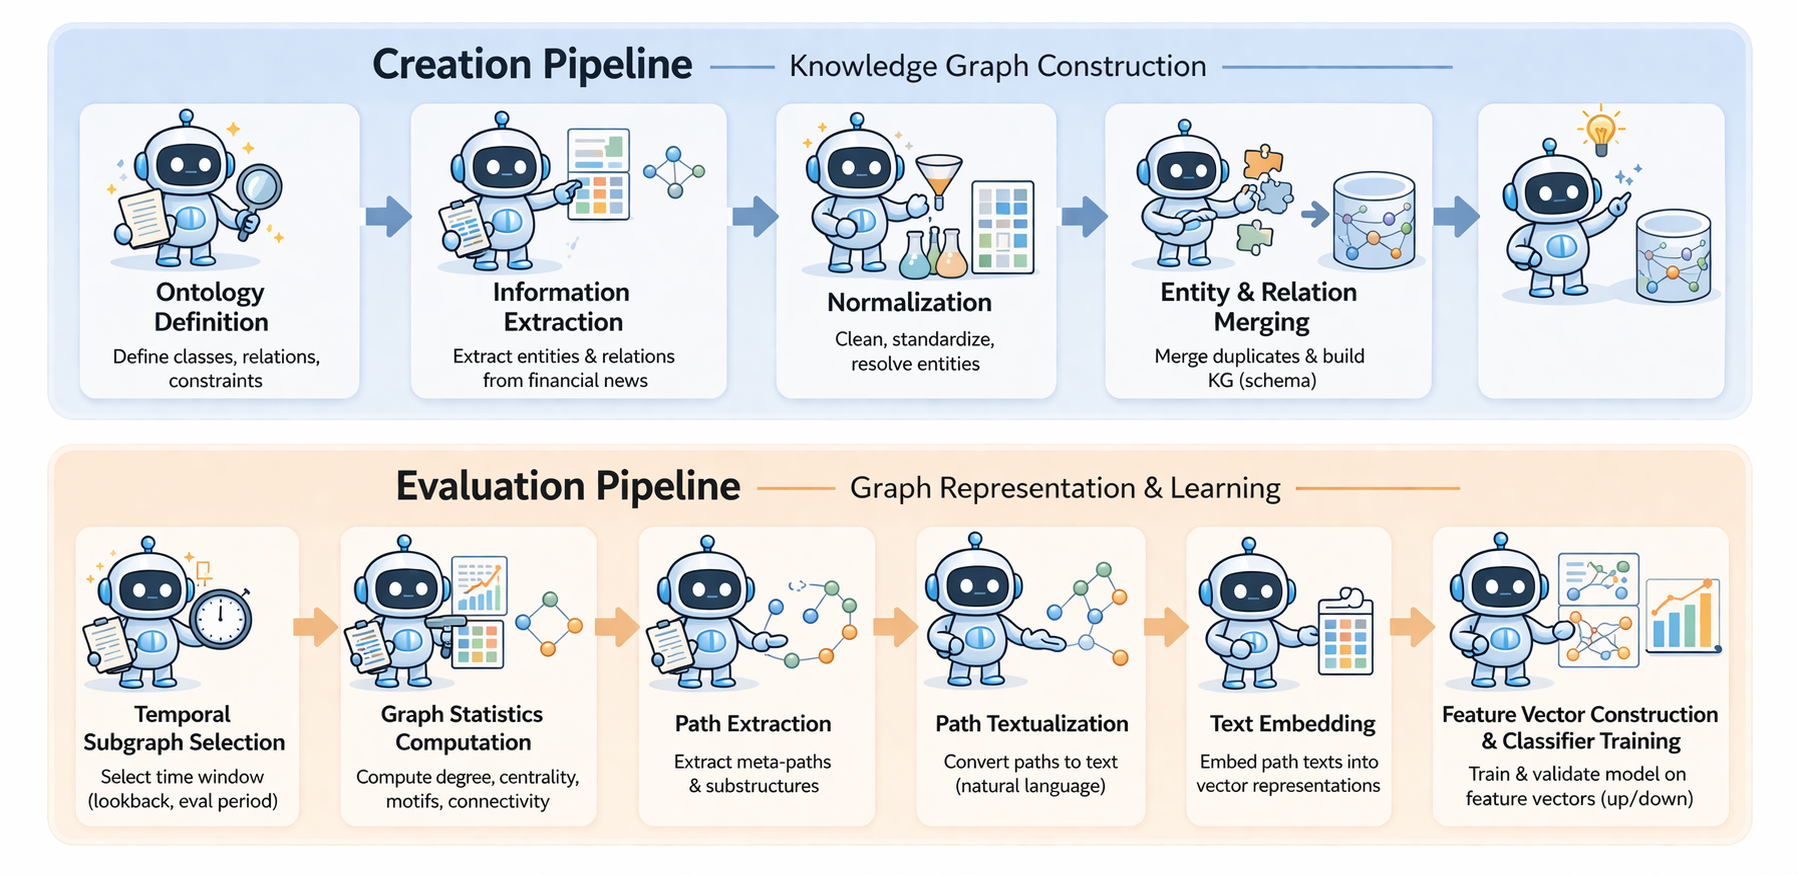 Creation Pipeline
Knowledge Graph Construction
Ontology
Definition
Define classes, relations,
constraints
Information
Extraction
Extract entities & relations
from financial news
Normalization
Clean, standardize,
resolve entities
Entity & Relation
Merging
Merge duplicates & build
KG (schema)
Evaluation Pipeline
Graph Representation & Learning
Temporal
Subgraph Selection
Select time window
(lookback, eval period)
Graph Statistics
Computation
Compute degree, centrality,
motifs, connectivity
Path Extraction
Extract meta-paths
& substructures
Path Textualization
Convert paths to text
(natural language)
Text Embedding
Embed path texts into
vector representations
Feature Vector Construction
& Classifier Training
Train & validate model on
feature vectors (up/down)